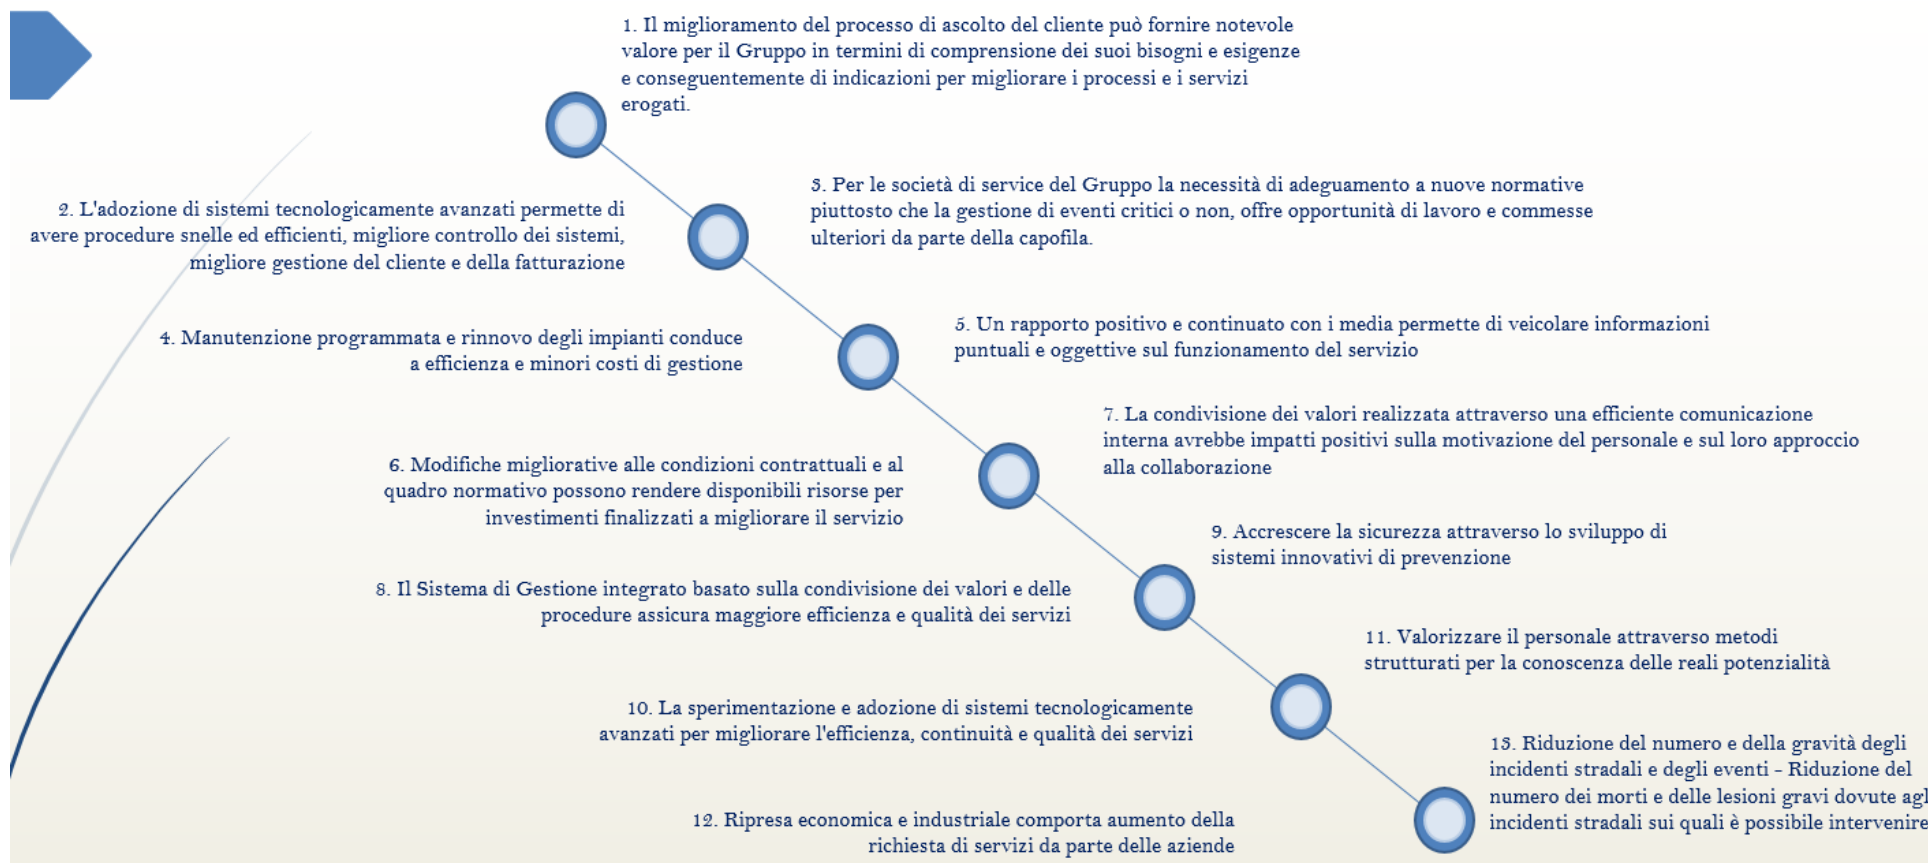 1. Il miglioramento del processo di ascolto del cliente può fornire notevole
valore per il Gruppo in termini di comprensione dei suoi bisogni e esigenze
e conseguentemente di indicazioni per migliorare i processi e i servizi
erogati.
2. L'adozione di sistemi tecnologicamente avanzati permette di
avere procedure snelle ed efficienti, migliore controllo dei sistemi,
migliore gestione del cliente e della fatturazione
3. Per le società di service del Gruppo la necessità di adeguamento a nuove normative
piuttosto che la gestione di eventi critici o non, offre opportunità di lavoro e commesse
ulteriori da parte della capofila.
4. Manutenzione programmata e rinnovo degli impianti conduce
a efficienza e minori costi di gestione
5. Un rapporto positivo e continuato con i media permette di veicolare informazioni
puntuali e oggettive sul funzionamento del servizio
6. Modifiche migliorative alle condizioni contrattuali e al
quadro normativo possono rendere disponibili risorse per
investimenti finalizzati a migliorare il servizio
7. La condivisione dei valori realizzata attraverso una efficiente comunicazione
interna avrebbe impatti positivi sulla motivazione del personale e sul loro approccio
alla collaborazione
8. Il Sistema di Gestione integrato basato sulla condivisione dei valori e delle
procedure assicura maggiore efficienza e qualità dei servizi
9. Accrescere la sicurezza attraverso lo sviluppo di
sistemi innovativi di prevenzione
10. La sperimentazione e adozione di sistemi tecnologicamente
avanzati per migliorare l'efficienza, continuità e qualità dei servizi
11. Valorizzare il personale attraverso metodi
strutturati per la conoscenza delle reali potenzialità
12. Ripresa economica e industriale comporta aumento della
richiesta di servizi da parte delle aziende
13. Riduzione del numero e della gravità degli
incidenti stradali e degli eventi - Riduzione del
numero dei morti e delle lesioni gravi dovute agl
incidenti stradali sui quali è possibile intervenire